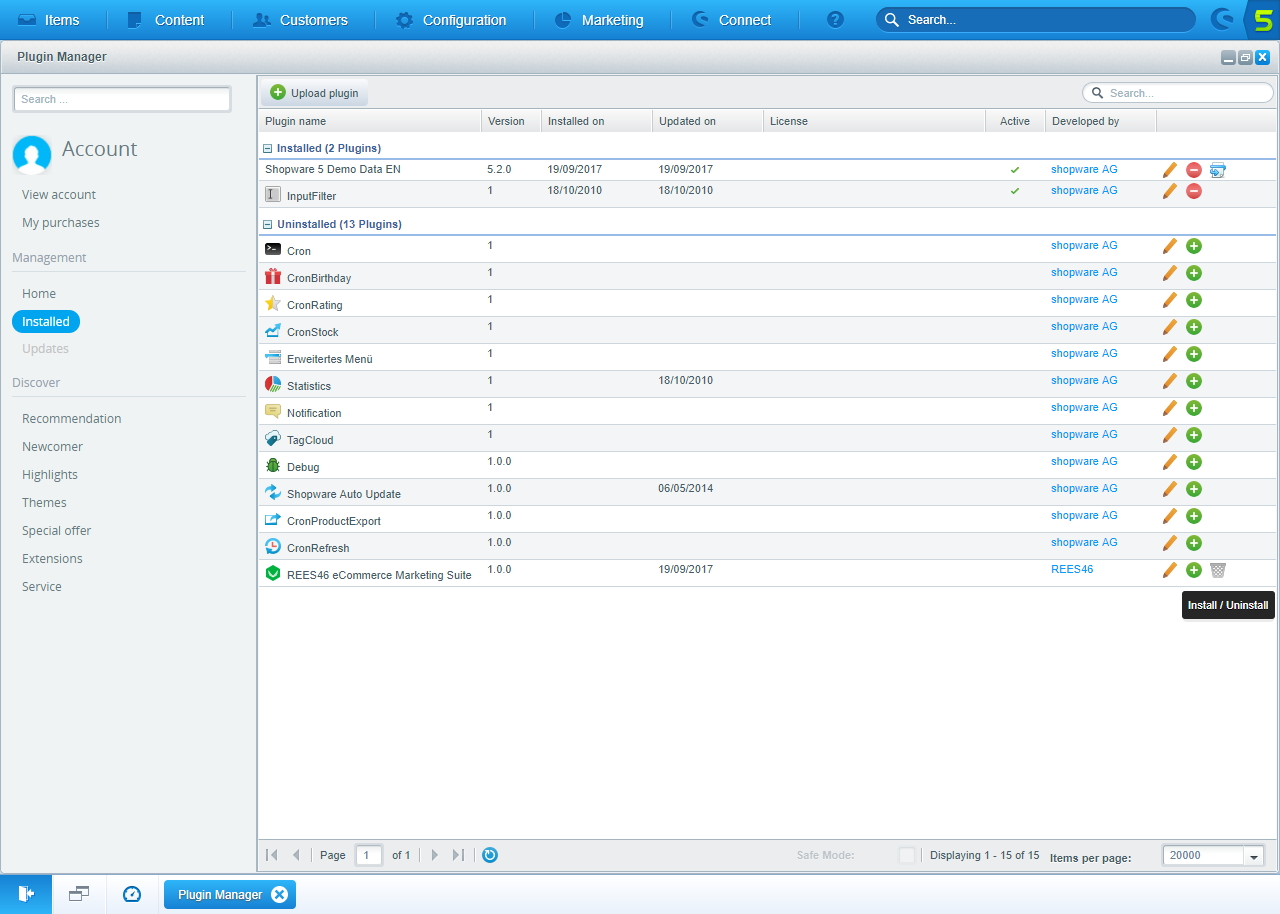 Items Content Customers Configuration Marketing Connect ? Search... 5
Plugin Manager
Search ...
Account
View account
My purchases
Management
Home
Installed
Updates
Discover
Recommendation
Newcomer
Highlights
Themes
Special offer
Extensions
Service
Upload plugin Search...
Plugin name Version Installed on Updated on License Active Developed by
Installed (2 Plugins)
Shopware 5 Demo Data EN 5.2.0 19/09/2017 19/09/2017 shopware AG
InputFilter 1 18/10/2010 18/10/2010 shopware AG
Uninstalled (13 Plugins)
Cron 1 shopware AG
CronBirthday 1 shopware AG
CronRating 1 shopware AG
CronStock 1 shopware AG
Erweitertes Menü 1 shopware AG
Statistics 1 18/10/2010 shopware AG
Notification 1 shopware AG
TagCloud 1 shopware AG
Debug 1.0.0 shopware AG
Shopware Auto Update 1.0.0 06/05/2014 shopware AG
CronProductExport 1.0.0 shopware AG
CronRefresh 1.0.0 shopware AG
REES46 eCommerce Marketing Suite 1.0.0 19/09/2017 REES46
Install / Uninstall
Page 1 of 1 Safe Mode: Displaying 1 - 15 of 15 Items per page: 20000
Plugin Manager